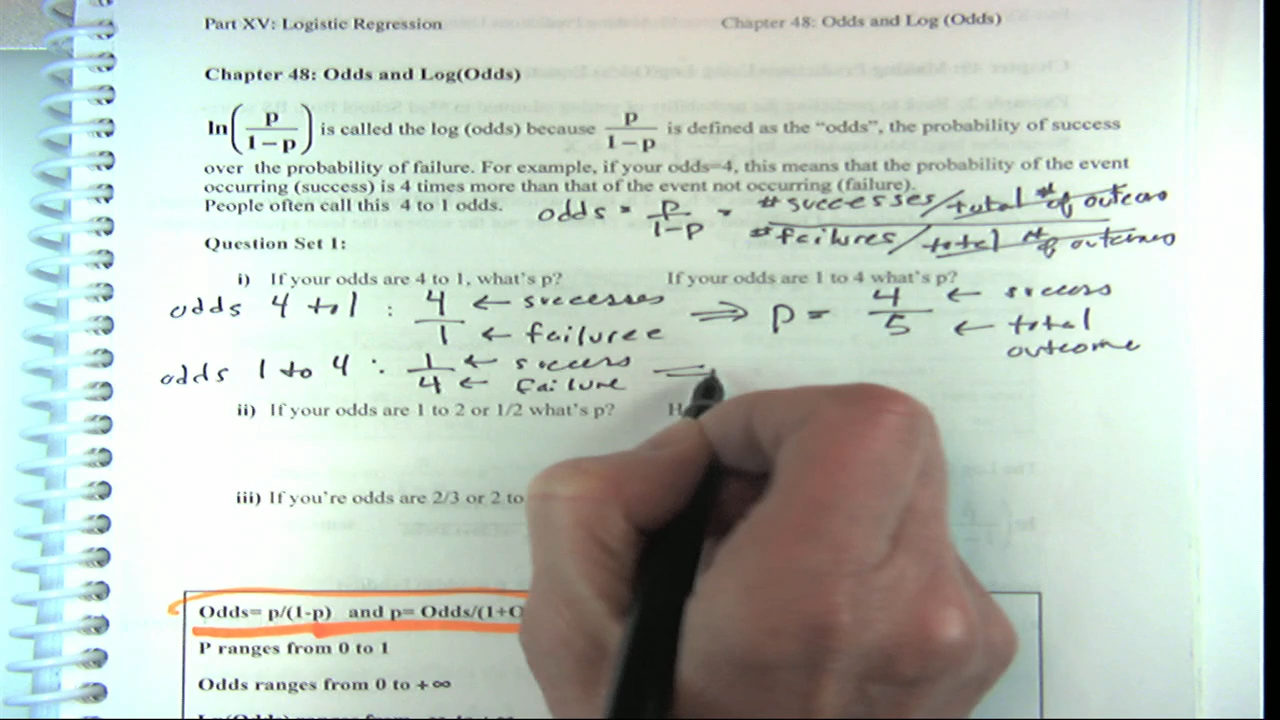 Part XV: Logistic Regression
Chapter 48: Odds and Log (Odds)
Chapter 48: Odds and Log(Odds)
ln(p/1−p) is called the log (odds) because p/1−p is defined as the “odds”, the probability of success
over the probability of failure. For example, if your odds=4, this means that the probability of the event
occurring (success) is 4 times more than that of the event not occurring (failure).
People often call this 4 to 1 odds.
odds = p/1-p = # successes/total # of outcoms / # failures/total # of outcomes
Question Set 1:
i) If your odds are 4 to 1, what's p? If your odds are 1 to 4 what's p?
odds 4 to 1 : 4/1 ← successes ← failuree ⇒ p = 4/5 ← success ← total outcome
odds 1 to 4 : 1/4 ← success ← failure =
ii) If your odds are 1 to 2 or 1/2 what's p? H
iii) If you're odds are 2/3 or 2 to
Odds= p/(1-p) and p= Odds/(1+O
P ranges from 0 to 1
Odds ranges from 0 to +∞